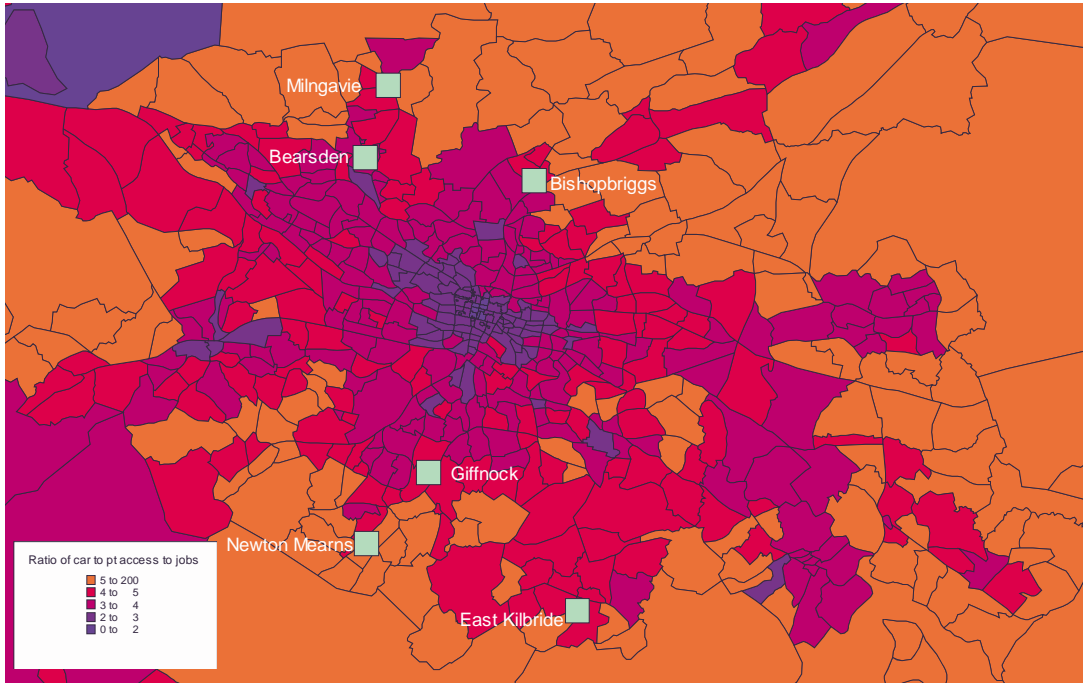 Milngavie
Bearsden
Bishopbriggs
Giffnock
Newton Mearns
East Kilbride
Ratio of car to pt access to jobs
5 to 200
4 to 5
3 to 4
2 to 3
0 to 2